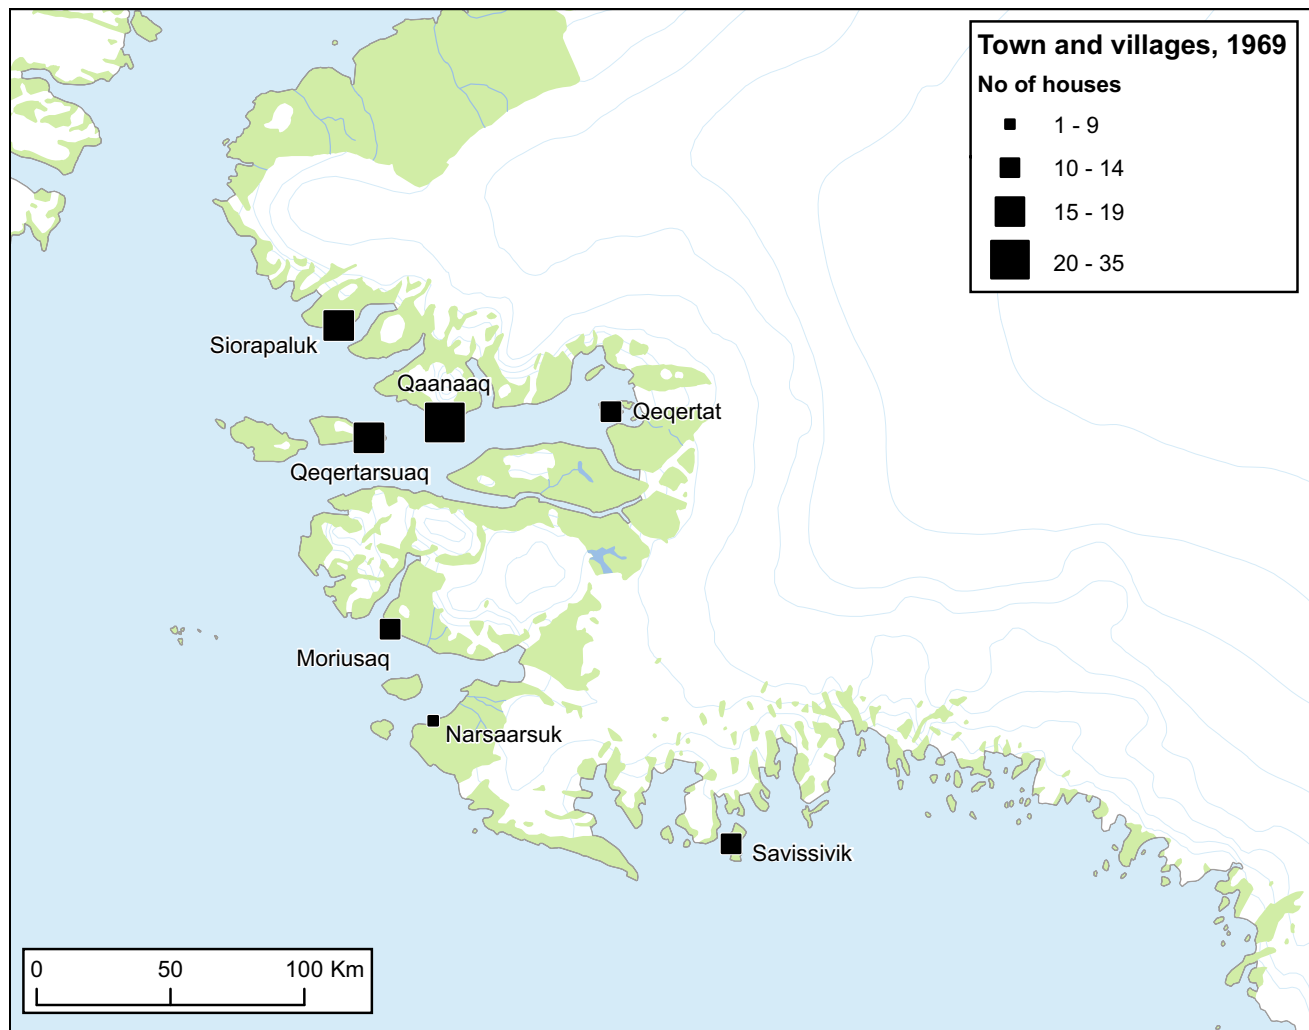 Town and villages, 1969
No of houses
1 - 9
10 - 14
15 - 19
20 - 35
Siorapaluk
Qaanaaq
Qeqertat
Qeqertarsuaq
Moriusaq
Narsaarsuk
Savissivik
0 50 100 Km